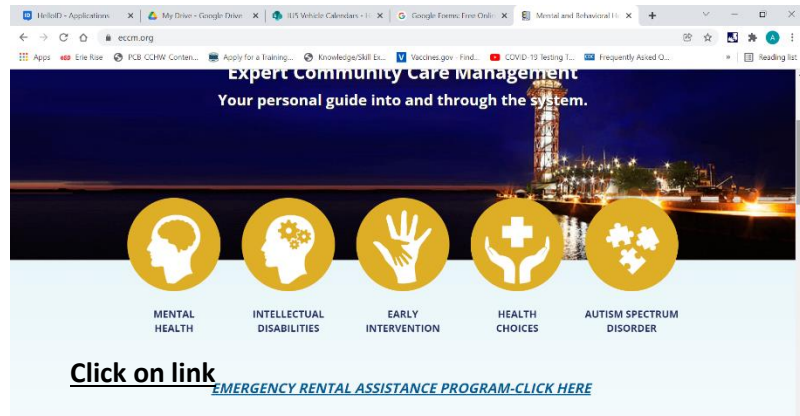 HelloID - Applications
My Drive - Google Drive
IU5 Vehicle Calendars -
Google Forms: Free Onlin
Mental and Behavioral He
eccm.org
Apps
Erie Rise
PCB CCHW Conten...
Apply for a Training...
Knowledge/Skill Ex...
Vaccines.gov - Find...
COVID-19 Testing T...
Frequently Asked Q...
Reading list
Expert Community Care Management
Your personal guide into and through the system.
MENTAL
HEALTH
INTELLECTUAL
DISABILITIES
EARLY
INTERVENTION
HEALTH
CHOICES
AUTISM SPECTRUM
DISORDER
Click on link
EMERGENCY RENTAL ASSISTANCE PROGRAM-CLICK HERE